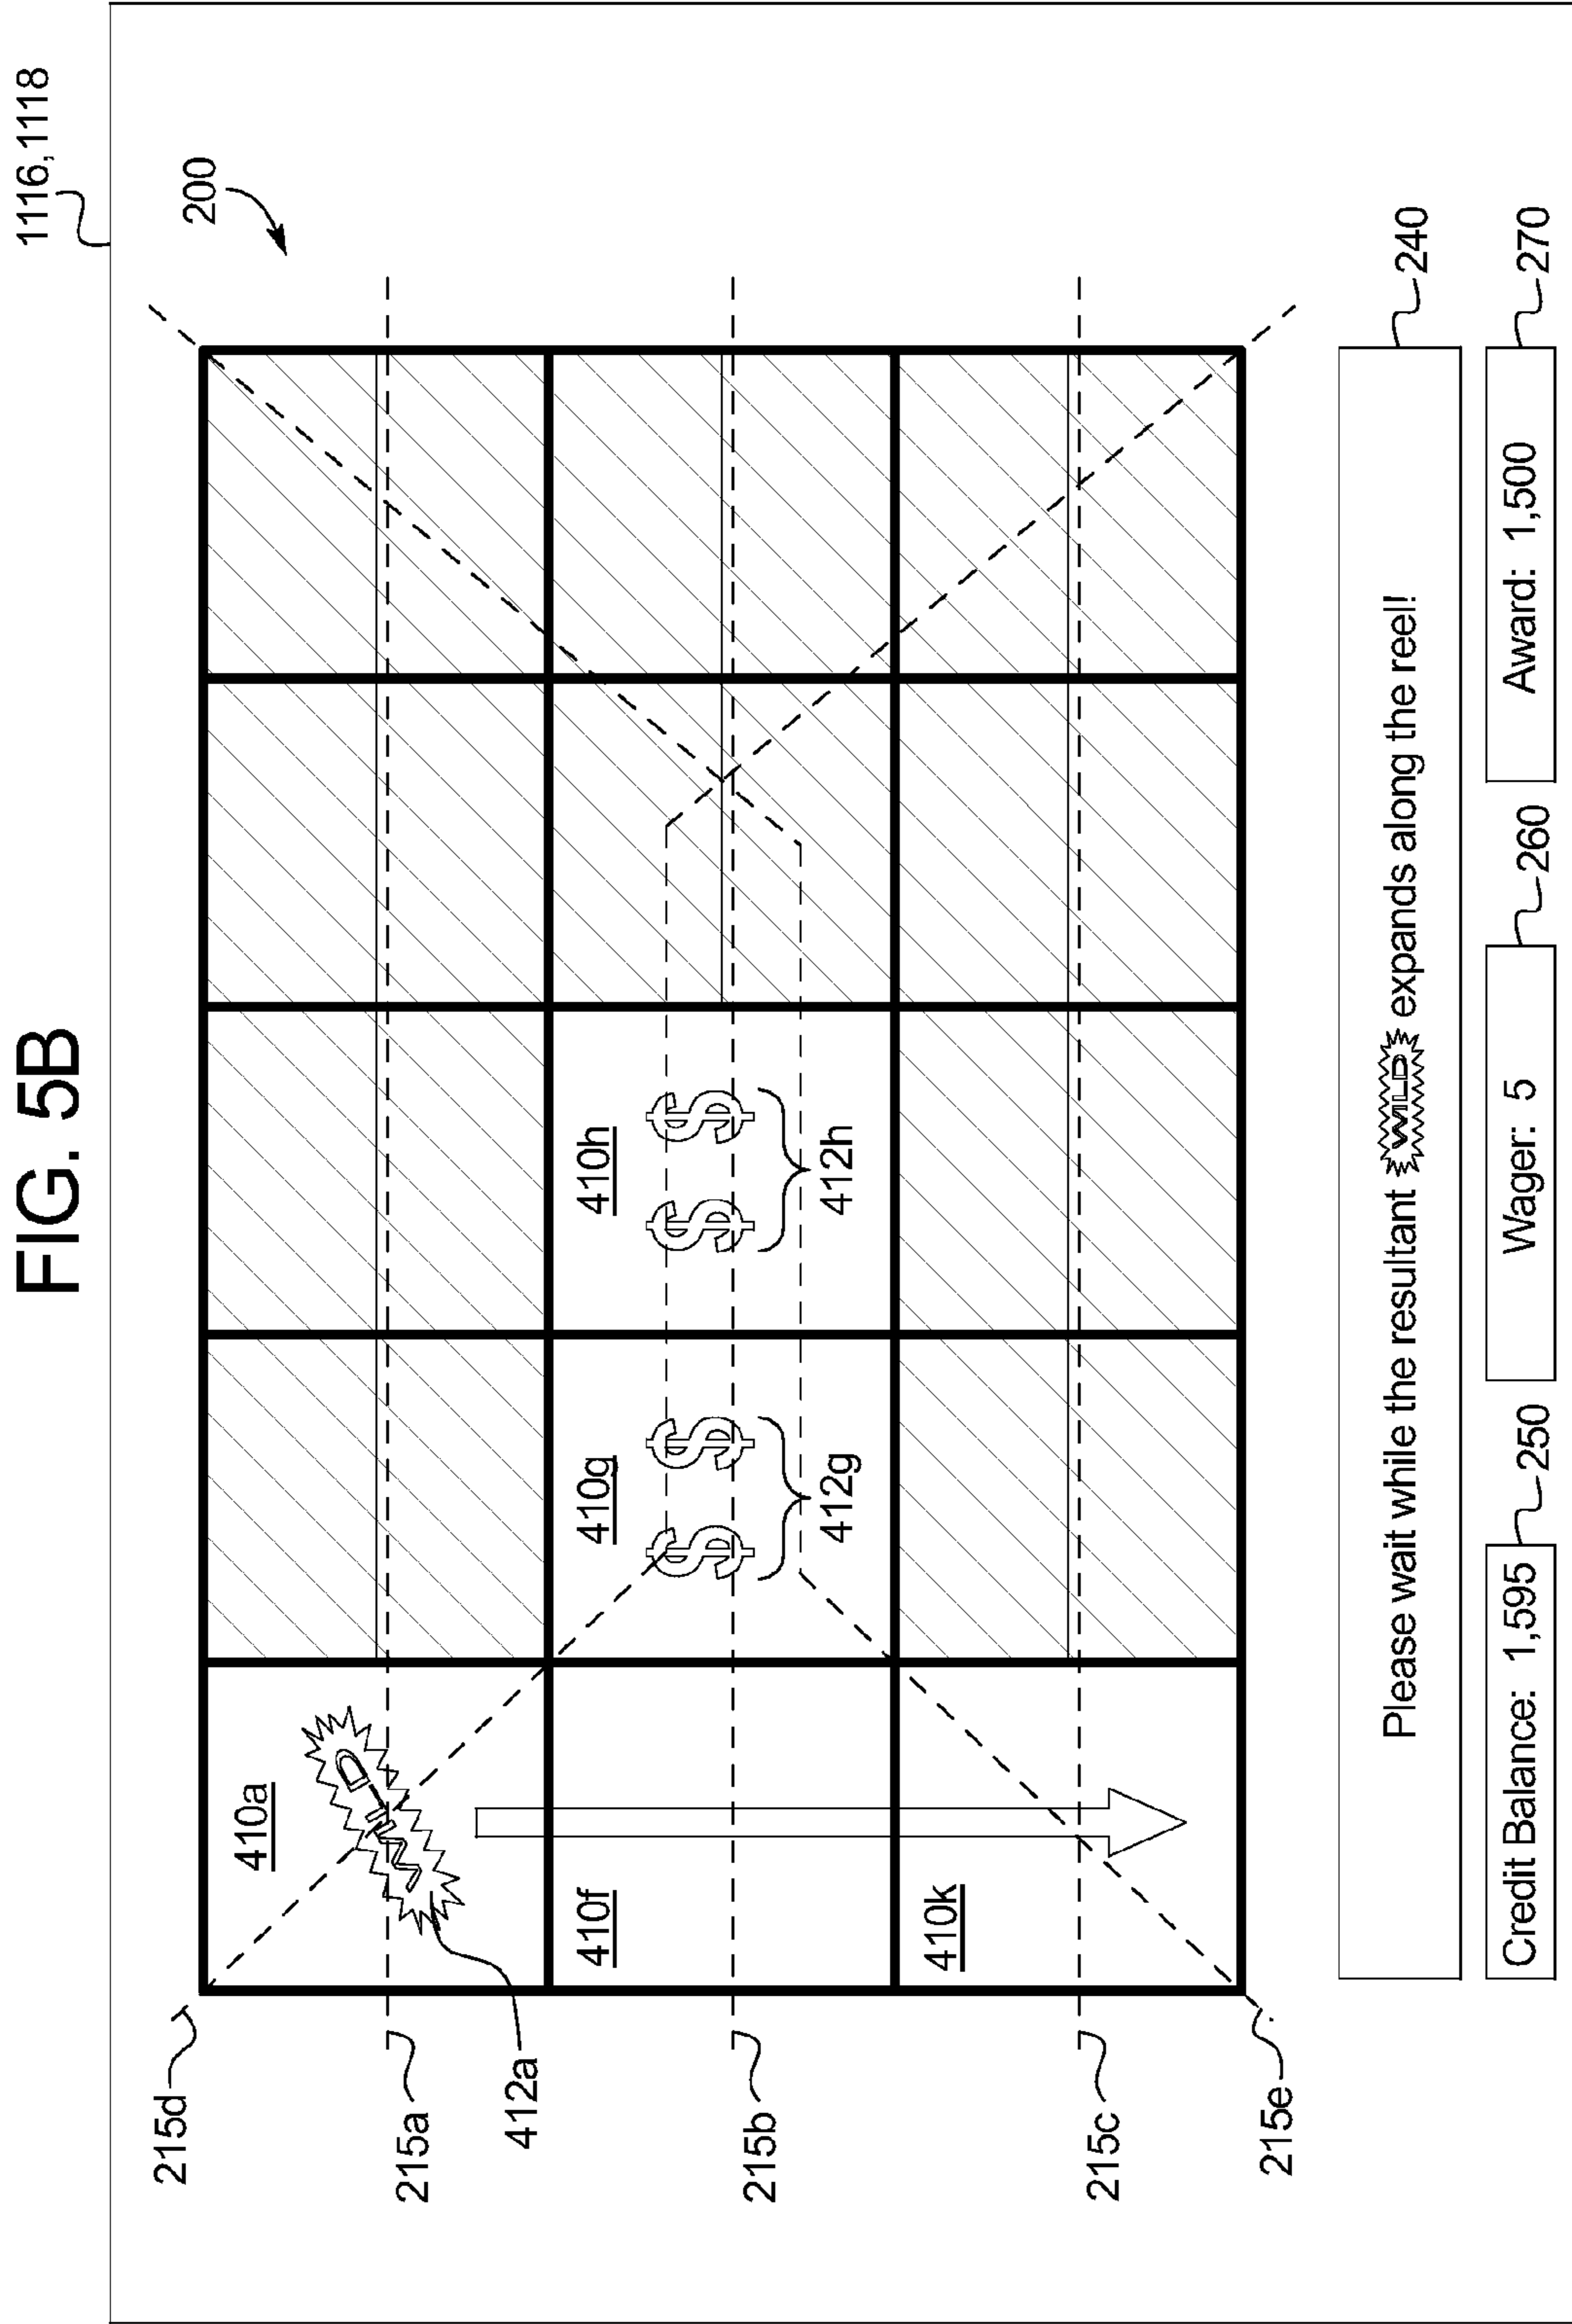 FIG. 5B
1116,1118
200
215d
410a
215a
412a
410f
410g
$ $
412g
410h
$ $
412h
215b
410k
215c
215e
Please wait while the resultant WILD expands along the reel!
240
Credit Balance: 1,595
250
Wager: 5
260
Award: 1,500
270